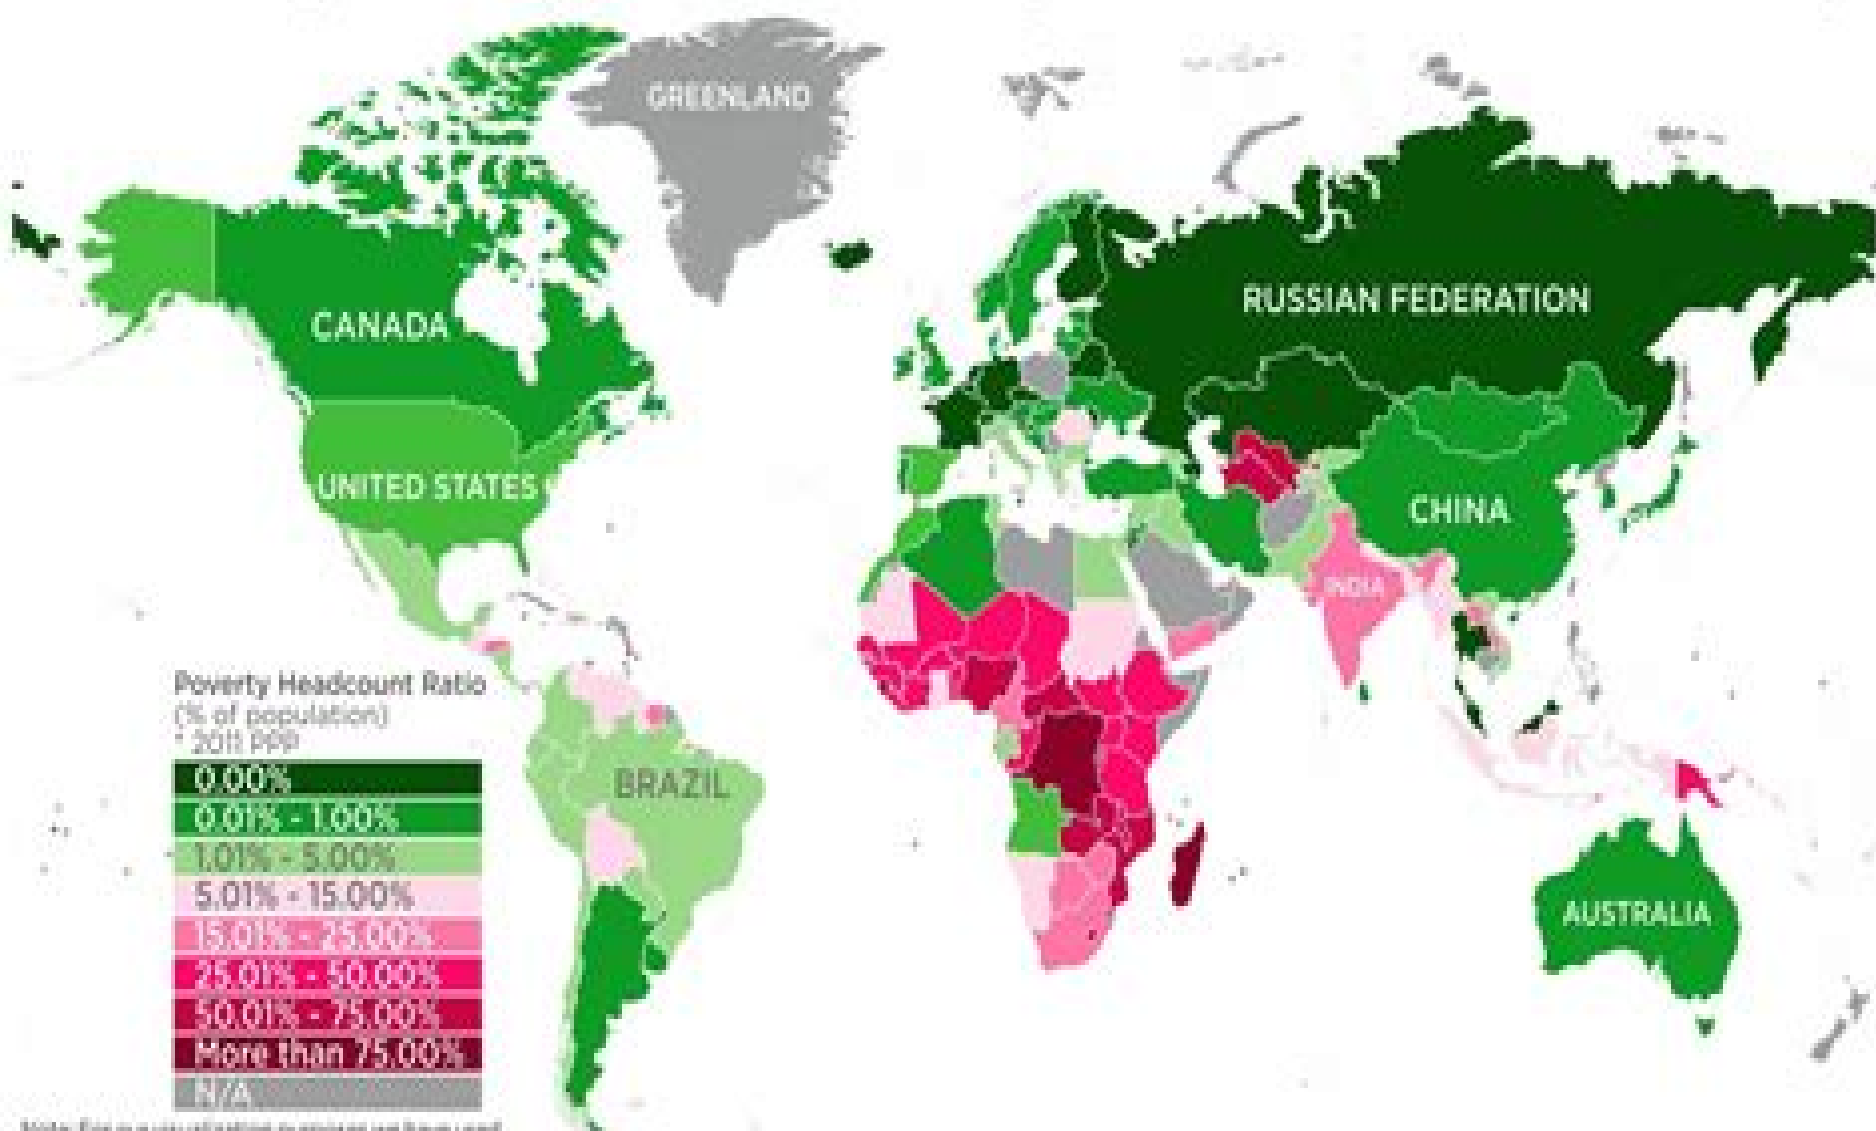 GREENLAND
CANADA
RUSSIAN FEDERATION
UNITED STATES
CHINA
INDIA
BRAZIL
AUSTRALIA
Poverty Headcount Ratio
(% of population)
* 2011 PPP
0.00%
0.01% - 1.00%
1.01% - 5.00%
5.01% - 15.00%
15.01% - 25.00%
25.01% - 50.00%
50.01% - 75.00%
More than 75.00%
N/A